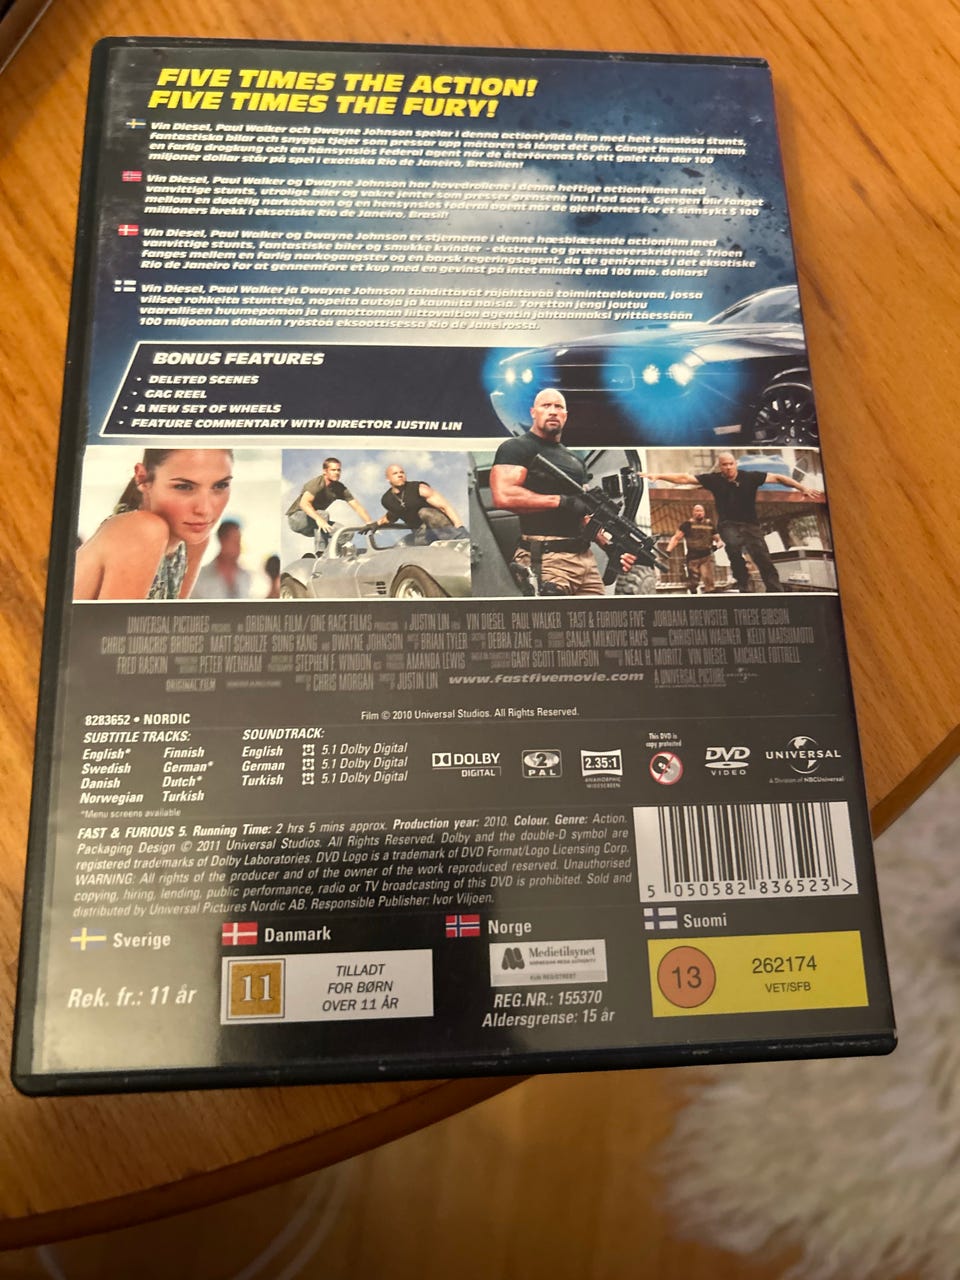 FIVE TIMES THE ACTION!
FIVE TIMES THE FURY!
Vin Diesel, Paul Walker och Dwayne Johnson spelar i denna actionfyllda film med helt sanslösa stunts,
fantastiska bilar och snygga tjejer som pressar upp mätaren så långt det går. Gänget hamnar mellan
en farlig drogkung och en hänsynslös federal agent när de återförenas för ett galet rån där 100
miljoner dollar står på spel i exotiska Rio de Janeiro, Brasilien!
Vin Diesel, Paul Walker og Dwayne Johnson har hovedrollene i denne heftige actionfilmen med
vanvittige stunts, utrolige biler og vakre jenter som presser grensene inn i rød sone. Gjengen blir fanget
mellom en dødelig narkobaron og en hensynsløs føderal agent når de gjenforenes for et sinnsykt $ 100
millioners brekk i eksotiske Rio de Janeiro, Brasil!
Vin Diesel, Paul Walker og Dwayne Johnson er stjernerne i denne hæsblæsende actionfilm med
vanvittige stunts, fantastiske biler og smukke kvinder - ekstremt og grænseoverskridende. Trioen
fanges mellem en farlig narkogangster og en barsk regeringsagent, da de genforenes i det eksotiske
Rio de Janeiro for at gennemføre et kup med en gevinst på intet mindre end 100 mio. dollars!
Vin Diesel, Paul Walker ja Dwayne Johnson tähdittävät räjähtävää toimintaelokuvaa, jossa
vilisee rohkeita stuntteja, nopeita autoja ja kauniita naisia. Toretton jengi joutuu
vaarallisen huumepomon ja armottoman liittovaltion agentin jahtaamaksi yrittäessään
100 miljoonan dollarin ryöstöä eksoottisessa Rio de Janeirossa.
BONUS FEATURES
• DELETED SCENES
• GAG REEL
• A NEW SET OF WHEELS
• FEATURE COMMENTARY WITH DIRECTOR JUSTIN LIN
UNIVERSAL PICTURES ORIGINAL FILM / ONE RACE FILMS JUSTIN LIN VIN DIESEL PAUL WALKER "FAST & FURIOUS FIVE" JORDANA BREWSTER TYRESE GIBSON
CHRIS LUDACRIS BRIDGES MATT SCHULZE SUNG KANG DWAYNE JOHNSON BRIAN TYLER DEBRA ZANE SANJA MILKOVIC HAYS CHRISTIAN WAGNER KELLY MATSUMOTO
FRED RASKIN PETER WENHAM STEPHEN F. WINDON AMANDA LEWIS GARY SCOTT THOMPSON NEAL H. MORITZ VIN DIESEL MICHAEL FOTTRELL
ORIGINAL FILM CHRIS MORGAN JUSTIN LIN www.fastfivemovie.com A UNIVERSAL PICTURE
Film © 2010 Universal Studios. All Rights Reserved.
8283652 • NORDIC
SUBTITLE TRACKS:
English* Finnish
Swedish German*
Danish Dutch*
Norwegian Turkish
*Menu screens available
SOUNDTRACK:
English 5.1 Dolby Digital
German 5.1 Dolby Digital
Turkish 5.1 Dolby Digital
DOLBY
DIGITAL
2
PAL
2.35:1
ANAMORPHIC
WIDESCREEN
This DVD is
copy protected
DVD
VIDEO
UNIVERSAL
A Division of NBCUniversal
FAST & FURIOUS 5. Running Time: 2 hrs 5 mins approx. Production year: 2010. Colour. Genre: Action.
Packaging Design © 2011 Universal Studios. All Rights Reserved. Dolby and the double-D symbol are
registered trademarks of Dolby Laboratories. DVD Logo is a trademark of DVD Format/Logo Licensing Corp.
WARNING: All rights of the producer and of the owner of the work reproduced reserved. Unauthorised
copying, hiring, lending, public performance, radio or TV broadcasting of this DVD is prohibited. Sold and
distributed by Universal Pictures Nordic AB. Responsible Publisher: Ivor Viljoen.
5 050582 836523 >
Sverige
Rek. fr.: 11 år
Danmark
11
TILLADT
FOR BØRN
OVER 11 ÅR
Norge
Medietilsynet
NORWEGIAN MEDIA AUTHORITY
KUN REGISTRERT
REG.NR.: 155370
Aldersgrense: 15 år
Suomi
13
262174
VET/SFB